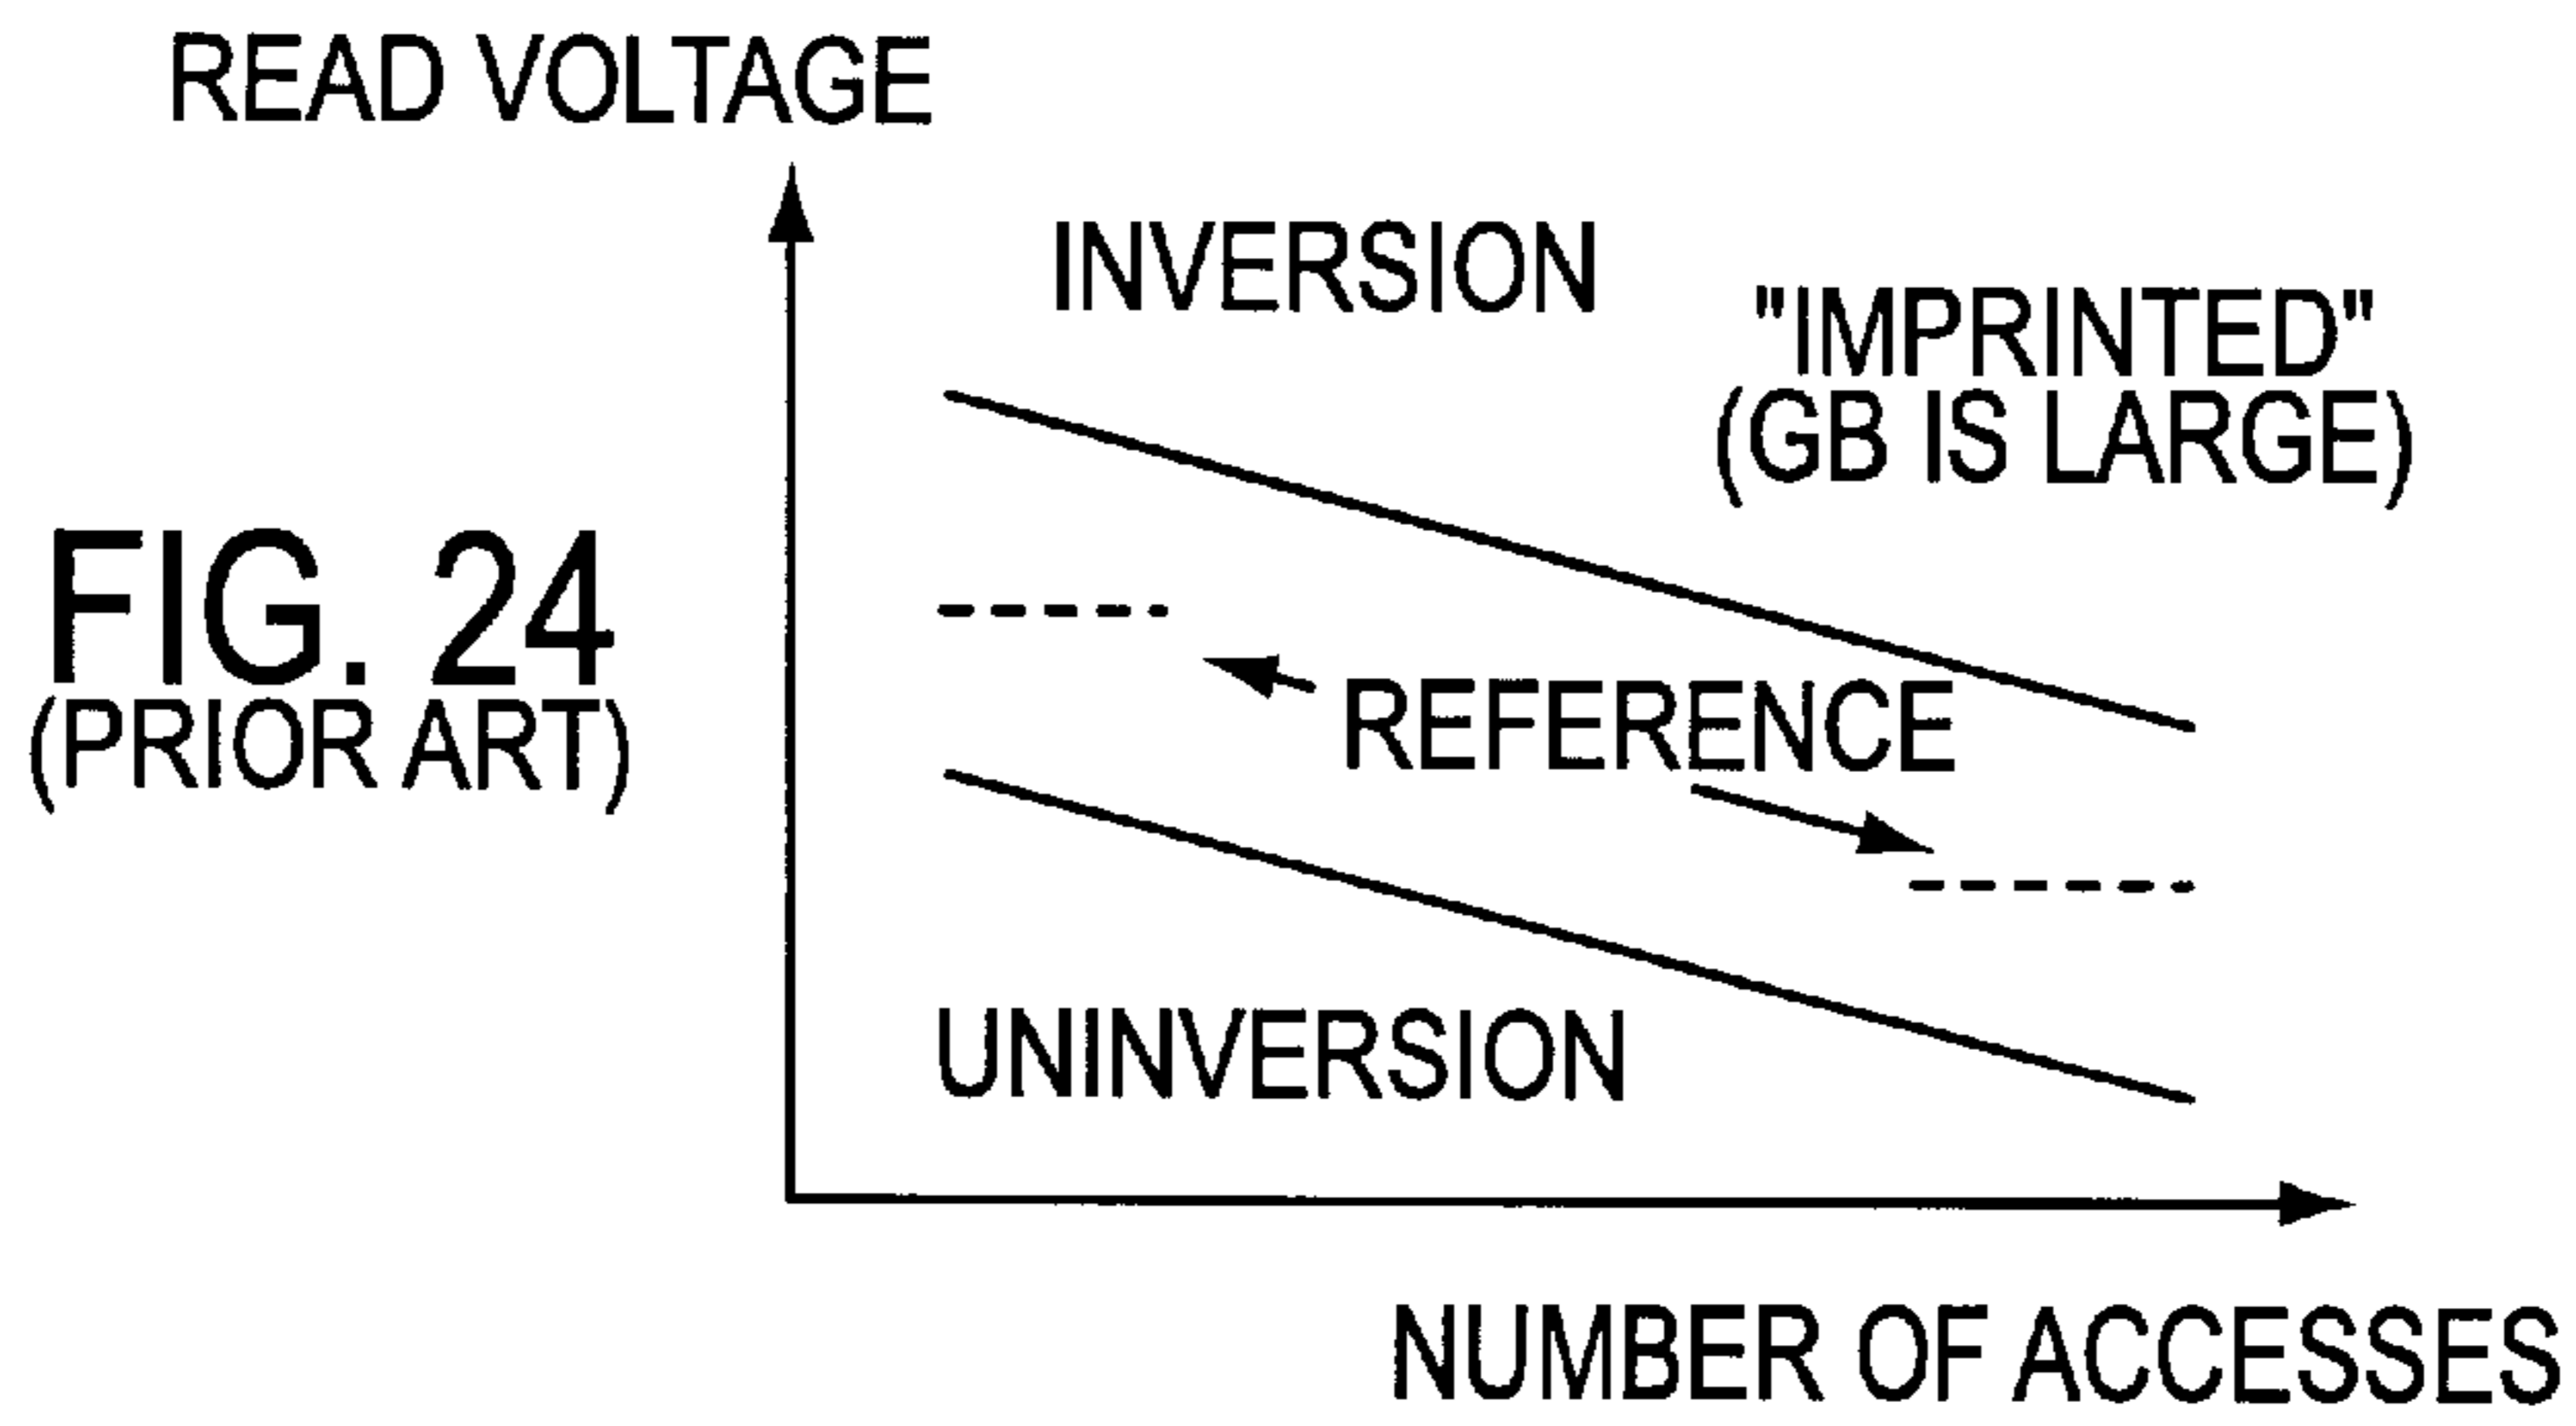 READ VOLTAGE
INVERSION
"IMPRINTED"
(GB IS LARGE)
FIG. 24
(PRIOR ART)
REFERENCE
UNINVERSION
NUMBER OF ACCESSES